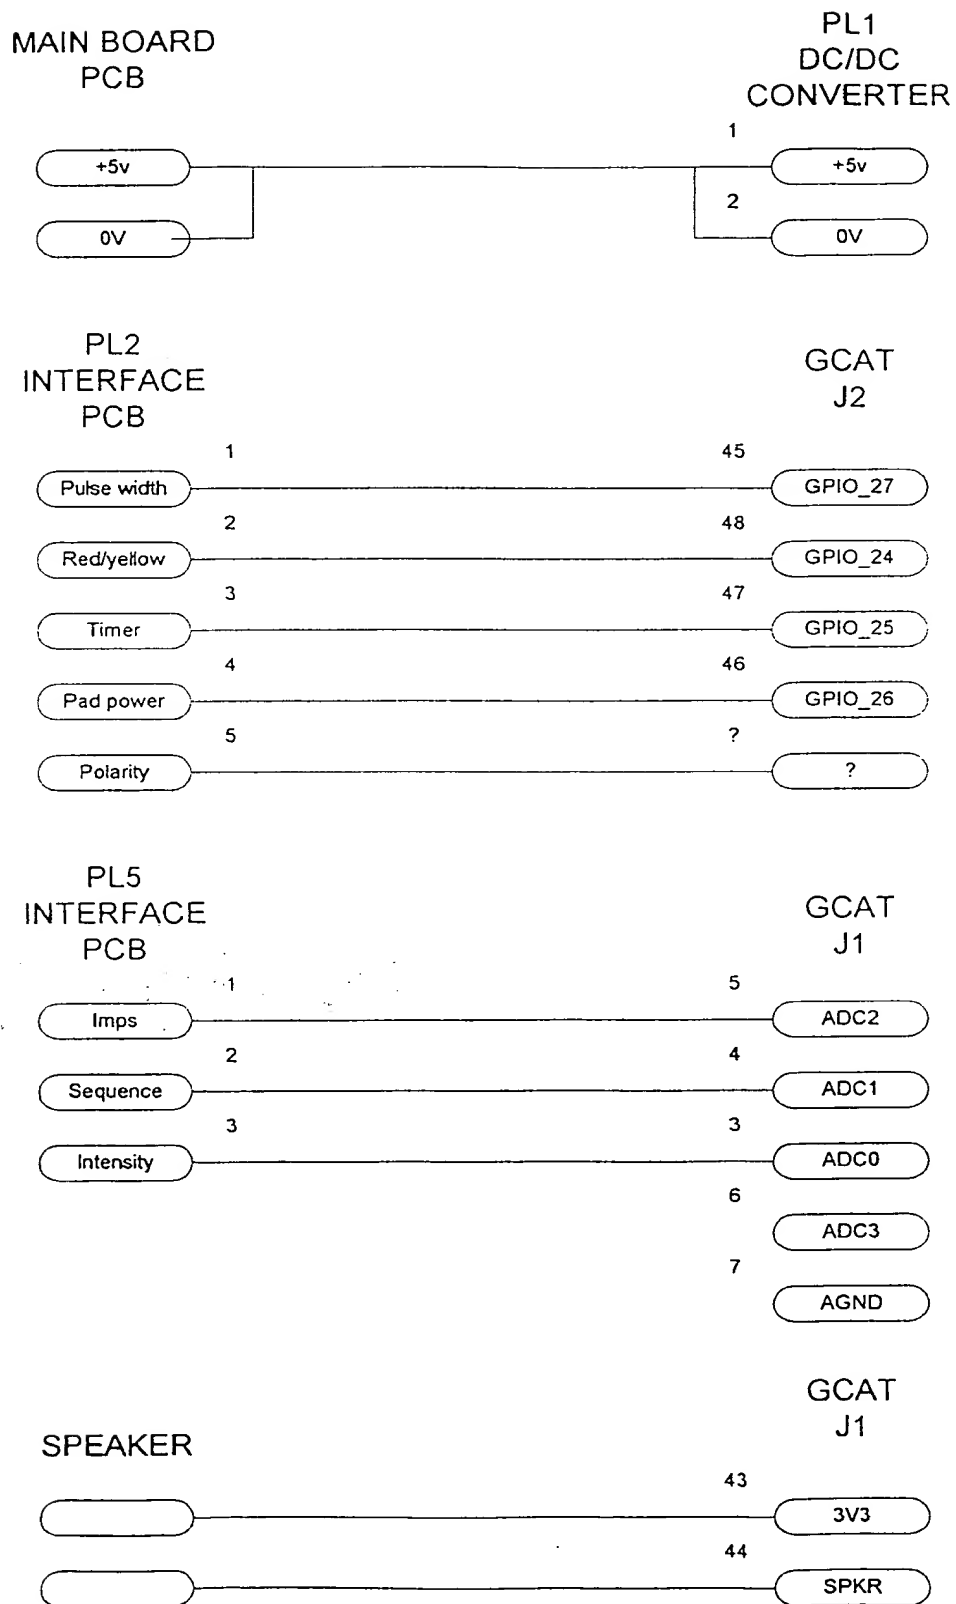 MAIN BOARD
PCB
PL1
DC/DC
CONVERTER
1
+5v
+5v
2
0V
0V
PL2
INTERFACE
PCB
GCAT
J2
1
45
Pulse width
GPIO_27
2
48
Red/yellow
GPIO_24
3
47
Timer
GPIO_25
4
46
Pad power
GPIO_26
5
?
Polarity
?
PL5
INTERFACE
PCB
GCAT
J1
1
5
Imps
ADC2
2
4
Sequence
ADC1
3
3
Intensity
ADC0
6
ADC3
7
AGND
GCAT
J1
SPEAKER
43
3V3
44
SPKR